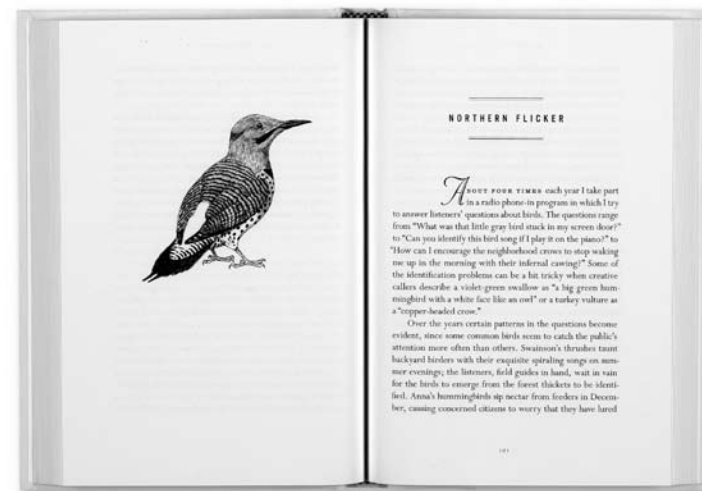 NORTHERN FLICKER
ABOUT FOUR TIMES each year I take part
in a radio phone-in program in which I try
to answer listeners' questions about birds. The questions range
from "What was that little gray bird stuck in my screen door?"
to "Can you identify this bird song if I play it on the piano?" to
"How can I encourage the neighborhood crows to stop waking
me up in the morning with their infernal cawing?" Some of
the identification problems can be a bit tricky when creative
callers describe a violet-green swallow as "a big green hum-
mingbird with a white face like an owl" or a turkey vulture as
a "copper-headed crow."
Over the years certain patterns in the questions become
evident, since some common birds seem to catch the public's
attention more often than others. Swainson's thrushes taunt
backyard birders with their exquisite spiraling songs on sum-
mer evenings; the listeners, field guides in hand, wait in vain
for the birds to emerge from the forest thickets to be identi-
fied. Anna's hummingbirds sip nectar from feeders in Decem-
ber, causing concerned citizens to worry that they have lured